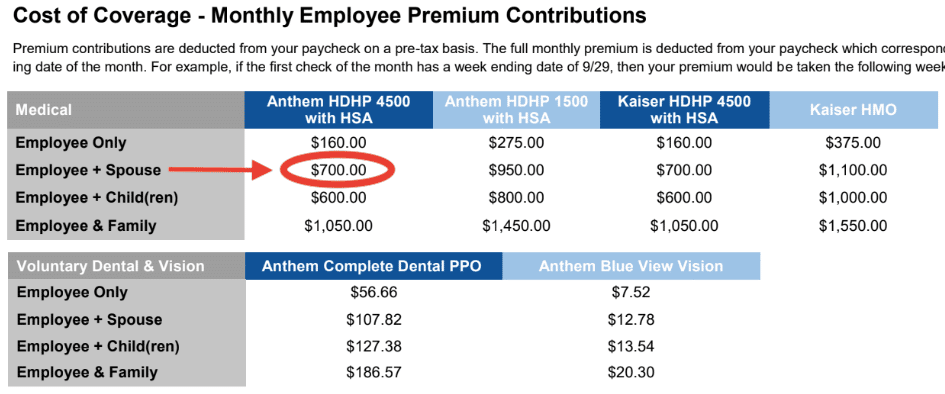 Cost of Coverage - Monthly Employee Premium Contributions
Premium contributions are deducted from your paycheck on a pre-tax basis. The full monthly premium is deducted from your paycheck which correspon
ing date of the month. For example, if the first check of the month has a week ending date of 9/29, then your premium would be taken the following week
Medical Anthem HDHP 4500 with HSA Anthem HDHP 1500 with HSA Kaiser HDHP 4500 with HSA Kaiser HMO
Employee Only $160.00 $275.00 $160.00 $375.00
Employee + Spouse $700.00 $950.00 $700.00 $1,100.00
Employee + Child(ren) $600.00 $800.00 $600.00 $1,000.00
Employee & Family $1,050.00 $1,450.00 $1,050.00 $1,550.00
Voluntary Dental & Vision Anthem Complete Dental PPO Anthem Blue View Vision
Employee Only $56.66 $7.52
Employee + Spouse $107.82 $12.78
Employee + Child(ren) $127.38 $13.54
Employee & Family $186.57 $20.30